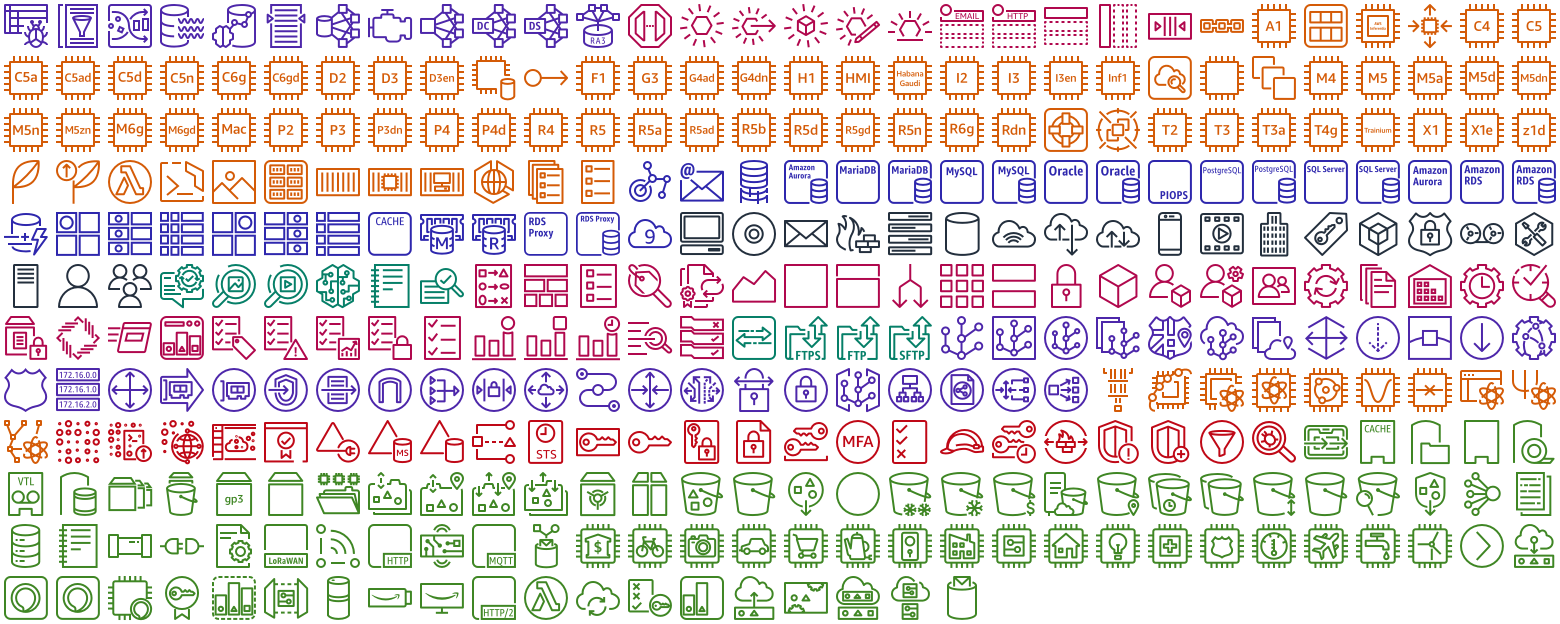 DC
DS
RA3
EMAIL
HTTP
A1
C4
C5
C5a
C5ad
C5d
C5n
C6g
C6gd
D2
D3
D3en
F1
G3
G4ad
G4dn
H1
HMI
Habana
Gaudi
I2
I3
I3en
Inf1
M4
M5
M5a
M5d
M5dn
M5n
M5zn
M6g
M6gd
Mac
P2
P3
P3dn
P4
P4d
R4
R5
R5a
R5ad
R5b
R5d
R5gd
R5n
R6g
Rdn
T2
T3
T3a
T4g
Trainium
X1
X1e
z1d
@
Amazon
Aurora
MariaDB
MariaDB
MySQL
MySQL
Oracle
Oracle
PIOPS
PostgreSQL
PostgreSQL
SQL Server
SQL Server
Amazon
Aurora
Amazon
RDS
Amazon
RDS
CACHE
M
R
RDS
Proxy
RDS Proxy
9
FTPS
FTP
SFTP
172.16.0.0
172.16.1.0
172.16.2.0
MS
STS
MFA
CACHE
VTL
gp3
$
LoRaWAN
HTTP
MQTT
$
HTTP/2